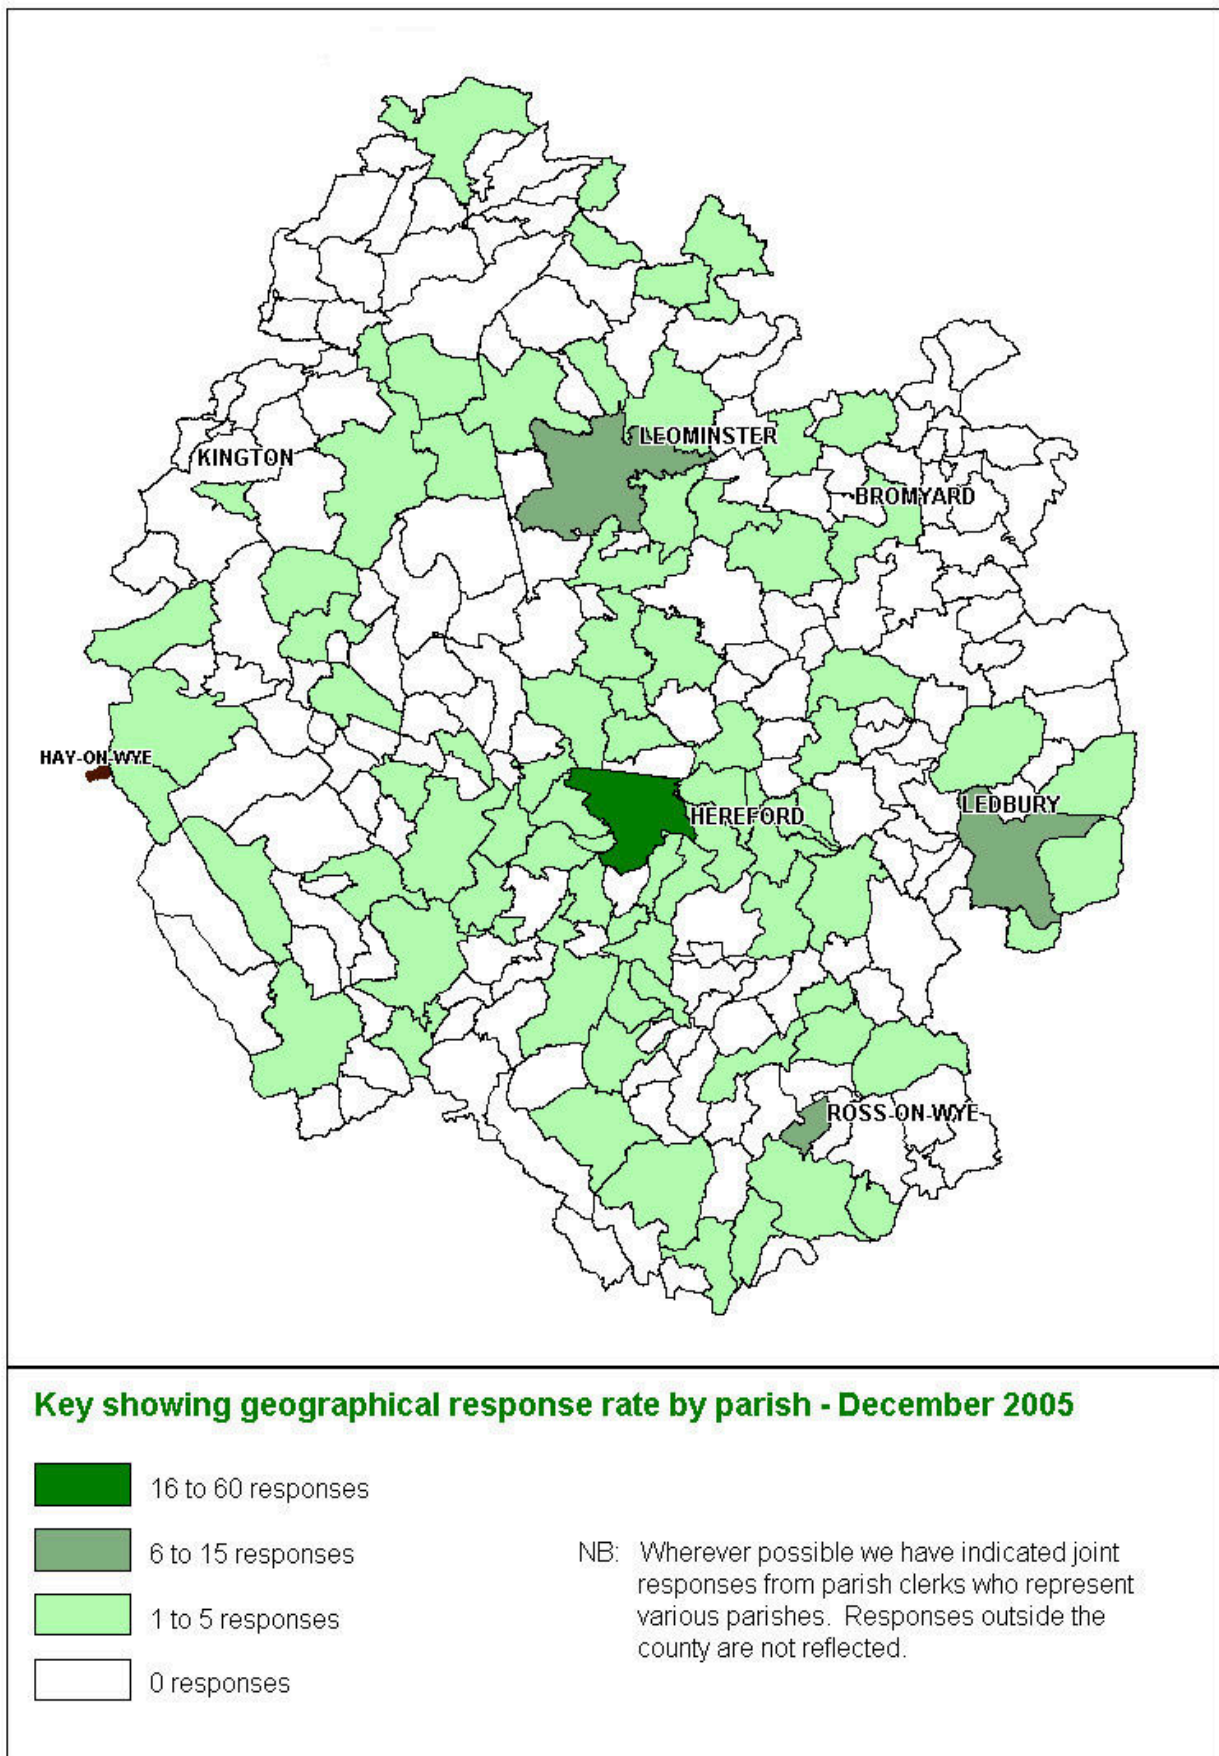 KINGTON
LEOMINSTER
BROMYARD
HAY-ON-WYE
HEREFORD
LEDBURY
ROSS-ON-WYE
Key showing geographical response rate by parish - December 2005
16 to 60 responses
6 to 15 responses
1 to 5 responses
0 responses
NB: Wherever possible we have indicated joint
responses from parish clerks who represent
various parishes. Responses outside the
county are not reflected.